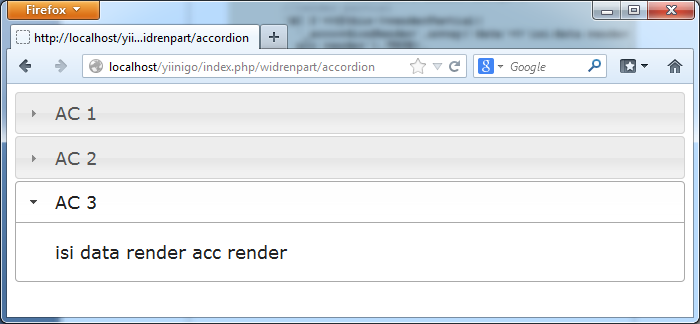 Firefox
http://localhost/yii...idrenpart/accordion
localhost/yiinigo/index.php/widrenpart/accordion
Google
AC 1
AC 2
AC 3
isi data render acc render